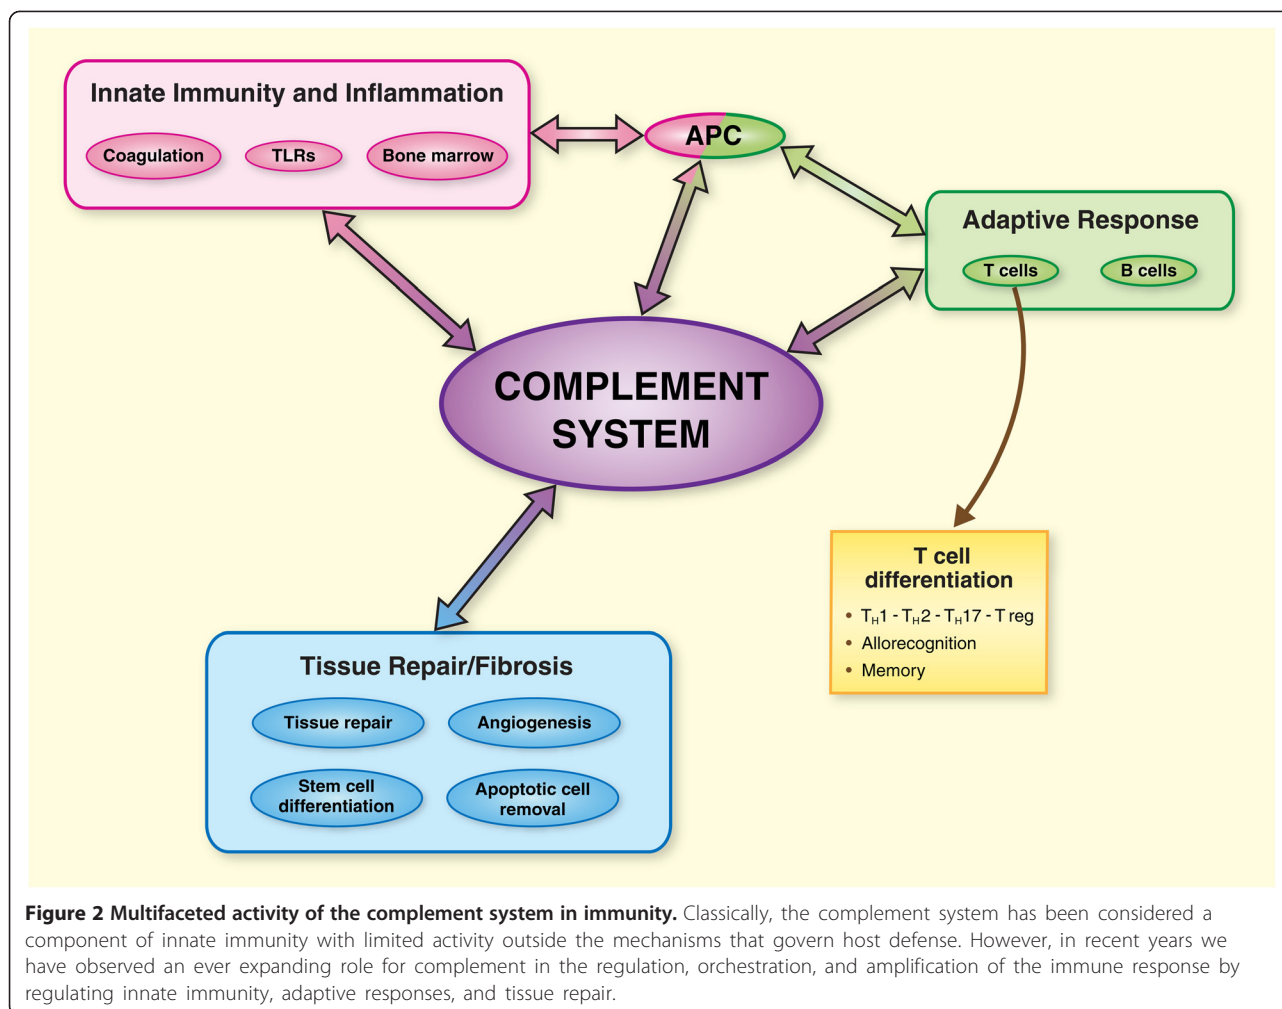 Innate Immunity and Inflammation
Coagulation
TLRs
Bone marrow
APC
Adaptive Response
T cells
B cells
COMPLEMENT
SYSTEM
T cell
differentiation
• TH1 - TH2 - TH17 - T reg
• Allorecognition
• Memory
Tissue Repair/Fibrosis
Tissue repair
Angiogenesis
Stem cell
differentiation
Apoptotic cell
removal
Figure 2 Multifaceted activity of the complement system in immunity. Classically, the complement system has been considered a
component of innate immunity with limited activity outside the mechanisms that govern host defense. However, in recent years we
have observed an ever expanding role for complement in the regulation, orchestration, and amplification of the immune response by
regulating innate immunity, adaptive responses, and tissue repair.